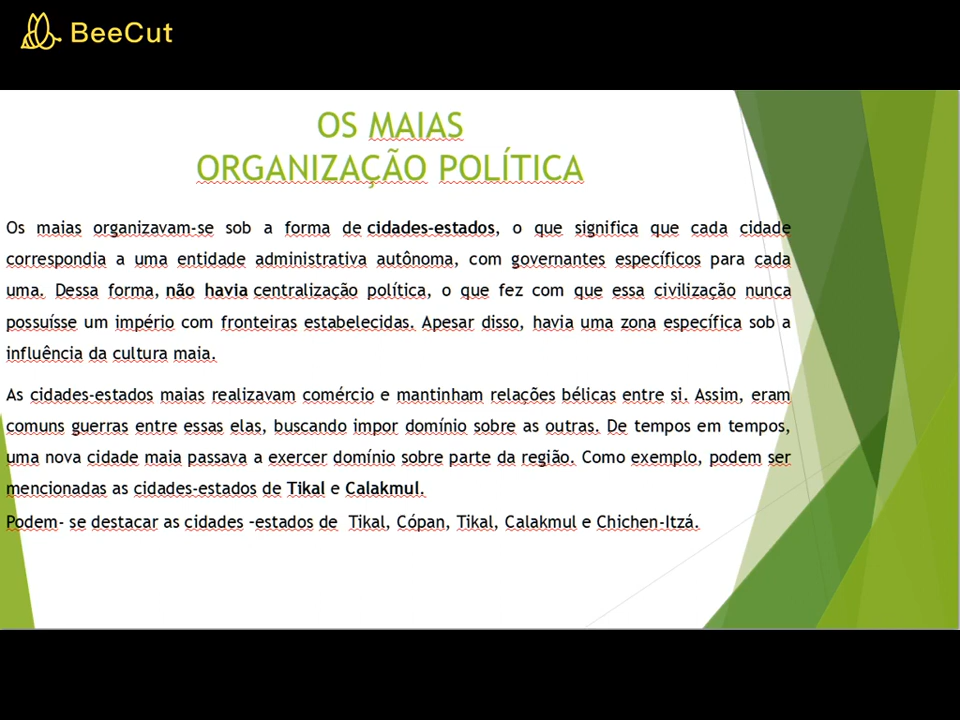 BeeCut
OS MAIAS
ORGANIZAÇÃO POLÍTICA
Os maias organizavam-se sob a forma de cidades-estados, o que significa que cada cidade
correspondia a uma entidade administrativa autônoma, com governantes específicos para cada
uma. Dessa forma, não havia centralização política, o que fez com que essa civilização nunca
possuísse um império com fronteiras estabelecidas. Apesar disso, havia uma zona específica sob a
influência da cultura maia.
As cidades-estados maias realizavam comércio e mantinham relações bélicas entre si. Assim, eram
comuns guerras entre essas elas, buscando impor domínio sobre as outras. De tempos em tempos,
uma nova cidade maia passava a exercer domínio sobre parte da região. Como exemplo, podem ser
mencionadas as cidades-estados de Tikal e Calakmul.
Podem- se destacar as cidades -estados de Tikal, Cópan, Tikal, Calakmul e Chichen-Itzá.